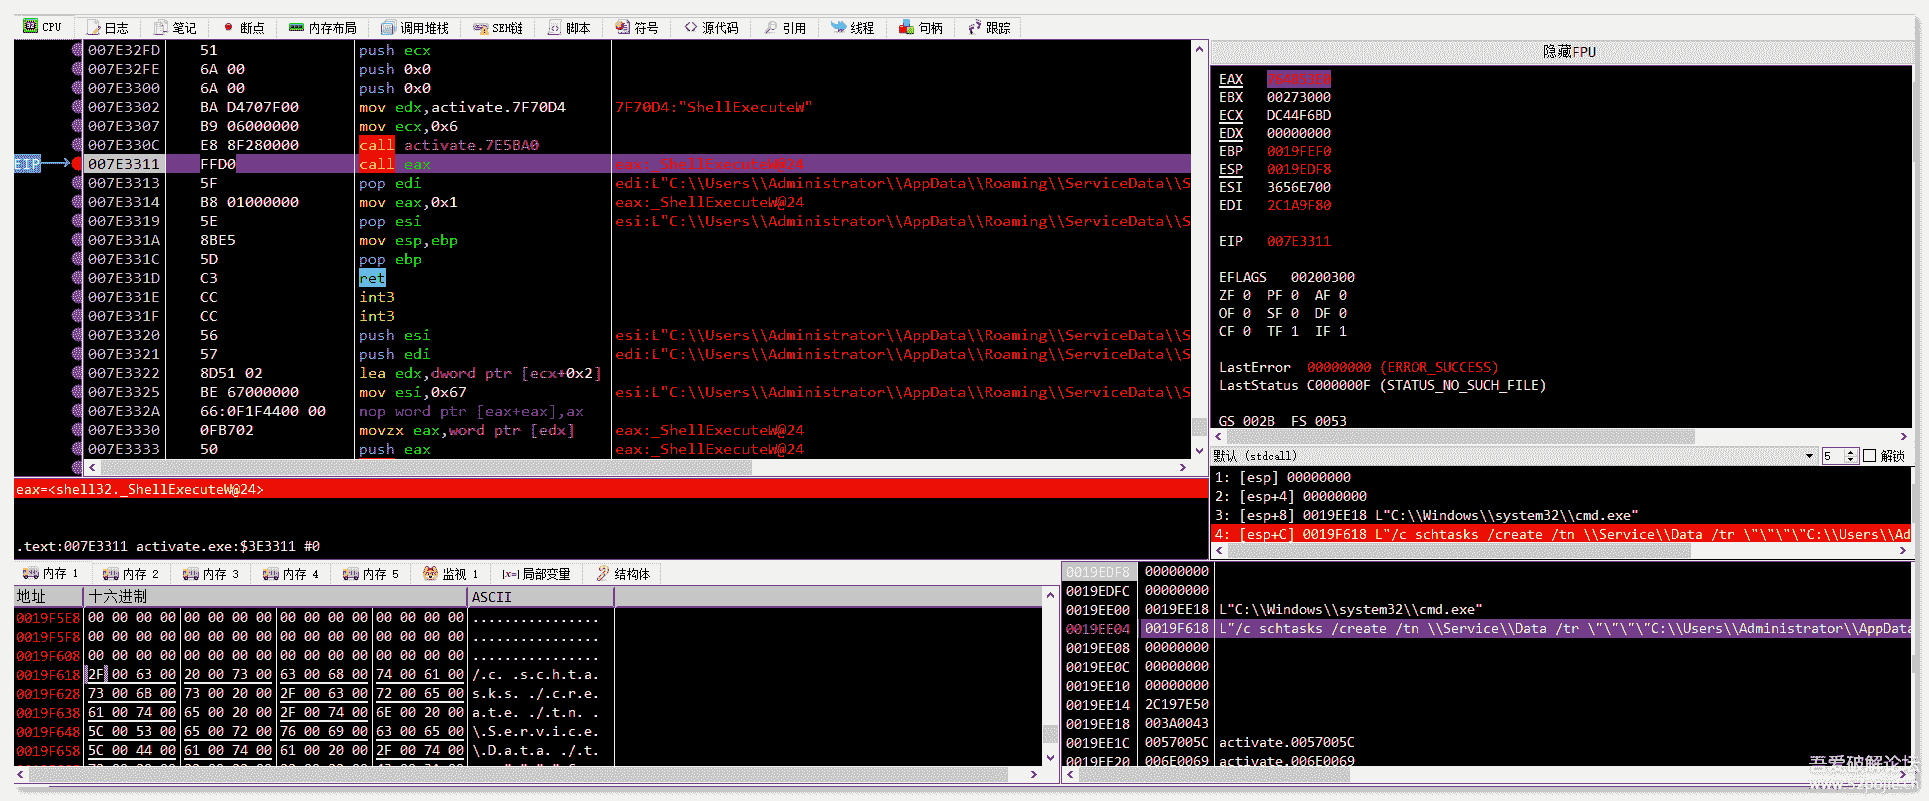 CPU 日志 笔记 断点 内存布局 调用堆栈 SEH链 脚本 符号 源代码 引用 线程 句柄 跟踪
007E32FD 51 push ecx
007E32FE 6A 00 push 0x0
007E3300 6A 00 push 0x0
007E3302 BA D4707F00 mov edx,activate.7F70D4 7F70D4:"ShellExecuteW"
007E3307 B9 06000000 mov ecx,0x6
007E330C E8 8F280000 call activate.7E5BA0
EIP 007E3311 FFD0 call eax eax:_ShellExecuteW@24
007E3313 5F pop edi edi:L"C:\\Users\\Administrator\\AppData\\Roaming\\ServiceData\\S
007E3314 B8 01000000 mov eax,0x1 eax:_ShellExecuteW@24
007E3319 5E pop esi esi:L"C:\\Users\\Administrator\\AppData\\Roaming\\ServiceData\\S
007E331A 8BE5 mov esp,ebp
007E331C 5D pop ebp
007E331D C3 ret
007E331E CC int3
007E331F CC int3
007E3320 56 push esi esi:L"C:\\Users\\Administrator\\AppData\\Roaming\\ServiceData\\S
007E3321 57 push edi edi:L"C:\\Users\\Administrator\\AppData\\Roaming\\ServiceData\\S
007E3322 8D51 02 lea edx,dword ptr [ecx+0x2]
007E3325 BE 67000000 mov esi,0x67 esi:L"C:\\Users\\Administrator\\AppData\\Roaming\\ServiceData\\S
007E332A 66:0F1F4400 00 nop word ptr [eax+eax],ax
007E3330 0FB702 movzx eax,word ptr [edx] eax:_ShellExecuteW@24
007E3333 50 push eax eax:_ShellExecuteW@24
eax=<shell32._ShellExecuteW@24>
.text:007E3311 activate.exe:$3E3311 #0
隐藏FPU
EAX
EBX 00273000
ECX DC44F6BD
EDX 00000000
EBP 0019FEF0
ESP 0019EDF8
ESI 3656E700
EDI 2C1A9F80
EIP 007E3311
EFLAGS 00200300
ZF 0 PF 0 AF 0
OF 0 SF 0 DF 0
CF 0 TF 1 IF 1
LastError 00000000 (ERROR_SUCCESS)
LastStatus C000000F (STATUS_NO_SUCH_FILE)
GS 002B FS 0053
默认 (stdcall) 5 解锁
1: [esp] 00000000
2: [esp+4] 00000000
3: [esp+8] 0019EE18 L"C:\\Windows\\system32\\cmd.exe"
4: [esp+C] 0019F618 L"/c schtasks /create /tn \\Service\\Data /tr \"\"\"\"C:\\Users\\Ad
内存 1 内存 2 内存 3 内存 4 内存 5 监视 1 [x=] 局部变量 结构体
地址 十六进制 ASCII
0019F5E8 00 00 00 00 00 00 00 00 00 00 00 00 00 00 00 00 ................
0019F5F8 00 00 00 00 00 00 00 00 00 00 00 00 00 00 00 00 ................
0019F608 00 00 00 00 00 00 00 00 00 00 00 00 00 00 00 00 ................
0019F618 2F 00 63 00 20 00 73 00 63 00 68 00 74 00 61 00 /.c. .s.c.h.t.a.
0019F628 73 00 6B 00 73 00 20 00 2F 00 63 00 72 00 65 00 s.k.s. ./.c.r.e.
0019F638 61 00 74 00 65 00 20 00 2F 00 74 00 6E 00 20 00 a.t.e. ./.t.n. .
0019F648 5C 00 53 00 65 00 72 00 76 00 69 00 63 00 65 00 \.S.e.r.v.i.c.e.
0019F658 5C 00 44 00 61 00 74 00 61 00 20 00 2F 00 74 00 \.D.a.t.a. ./.t.
0019EDF8 00000000
0019EDFC 00000000
0019EE00 0019EE18 L"C:\\Windows\\system32\\cmd.exe"
0019EE04 0019F618 L"/c schtasks /create /tn \\Service\\Data /tr \"\"\"\"C:\\Users\\Administrator\\AppData
0019EE08 00000000
0019EE0C 00000000
0019EE10 00000000
0019EE14 2C197E50
0019EE18 003A0043
0019EE1C 0057005C activate.0057005C
0019EE20 006E0069 activate.006E0069
吾爱破解论坛
www.52pojie.cn